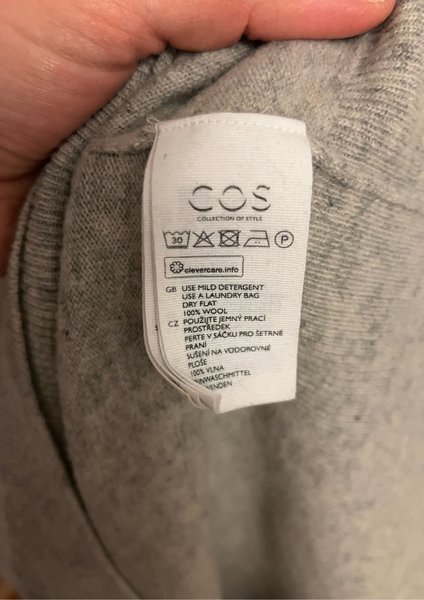 COS
COLLECTION OF STYLE
30
P
clevercare.info
GB USE MILD DETERGENT
USE A LAUNDRY BAG
DRY FLAT
100% WOOL
CZ POUŽIJTE JEMNÝ PRACÍ
PROSTŘEDEK
PERTE V SÁČKU PRO ŠETRNÉ
PRANÍ
SUŠENÍ NA VODOROVNÉ
PLOŠE
100% VLNA